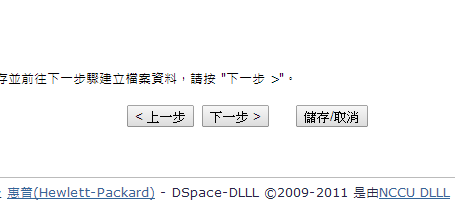 存並前往下一步驟建立檔案資料，請按 "下一步 >"。
< 上一步 下一步 > 儲存/取消
惠普(Hewlett-Packard) - DSpace-DLLL ©2009-2011 是由NCCU DLLL